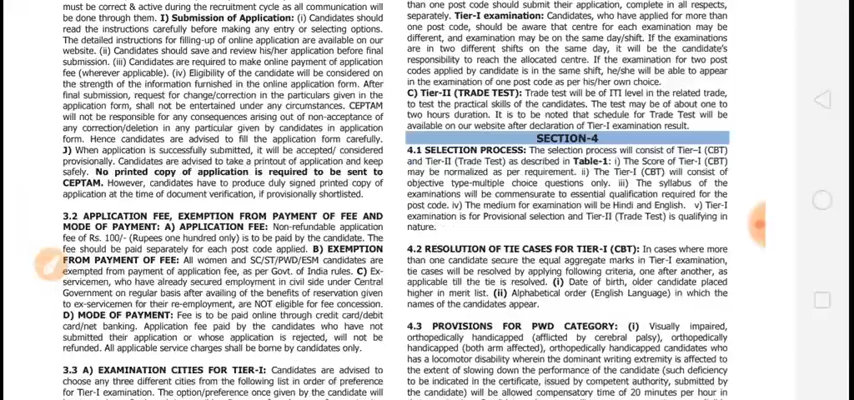 must be correct & active during the recruitment cycle as all communication will
be done through them. I) Submission of Application: (i) Candidates should
read the instructions carefully before making any entry or selecting options.
The detailed instructions for filling-up of online application are available on our
website. (ii) Candidates should save and review his/her application before final
submission. (iii) Candidates are required to make online payment of application
fee (wherever applicable). (iv) Eligibility of the candidate will be considered on
the strength of the information furnished in the online application. After
final submission, request for change/correction in the particulars given in the
application form, shall not be entertained under any circumstances. CEPTAM
will not be responsible for any consequences arising out of non-acceptance of
any correction/deletion in any particular given by candidates in application
form. Hence candidates are advised to fill the application form carefully.
J) When application is successfully submitted, it will be accepted/ considered
provisionally. Candidates are advised to take a printout of application and keep
safely. No printed copy of application is required to be sent to
CEPTAM. However, candidates have to produce duly signed printed copy of
application at the time of document verification, if provisionally shortlisted.
3.2 APPLICATION FEE, EXEMPTION FROM PAYMENT OF FEE AND
MODE OF PAYMENT: A) APPLICATION FEE: Non-refundable application
fee of Rs. 100/- (Rupees one hundred only) is to be paid by the candidate. The
fee should be paid separately for each post code applied. B) EXEMPTION
FROM PAYMENT OF FEE: All women and SC/ST/PWD/ESM candidates are
exempted from payment of application fee, as per Govt. of India rules. C) Ex-
servicemen, who have already secured employment in civil side under Central
Government on regular basis after availing of the benefits of reservation given
to ex-servicemen for their re-employment, are NOT eligible for fee concession.
D) MODE OF PAYMENT: Fee is to be paid online through credit card/debit
card/net banking. Application fee paid by the candidates who have not
submitted their application or whose application is rejected, will not be
refunded. All applicable service charges shall be borne by candidates only.
3.3 A) EXAMINATION CITIES FOR TIER-I: Candidates are advised to
choose any three different cities from the following list in order of preference
for Tier-I examination. The option/preference once given by the candidate will
than one post code should submit their application, complete in all respects,
separately. Tier-I examination: Candidates, who have applied for more than
one post code, should be aware that centre for each examination may be
different, and examination may be on the same day/shift. If the examinations
are in two different shifts on the same day, it will be the candidate's
responsibility to reach the allocated centre. If the examination for two post
codes applied by candidate is in the same shift, he/she will be able to appear
in the examination of one post code as per his/her own choice.
C) Tier-II (TRADE TEST): Trade test will be of ITI level in the related trade,
to test the practical skills of the candidates. The test may be of about one to
two hours duration. It is to be noted that schedule for Trade Test will be
available on our website after declaration of Tier-I examination result.
SECTION-4
4.1 SELECTION PROCESS: The selection process will consist of Tier–I (CBT)
and Tier-II (Trade Test) as described in Table-1: i) The Score of Tier-I (CBT)
may be normalized as per requirement. ii) The Tier-I (CBT) will consist of
objective type-multiple choice questions only. iii) The syllabus of the
examinations will be commensurate to essential qualification required for the
post code. iv) The medium for examination will be Hindi and English. v) Tier-I
examination is for Provisional selection and Tier-II (Trade Test) is qualifying in
nature.
4.2 RESOLUTION OF TIE CASES FOR TIER-I (CBT): In cases where more
than one candidate secure the equal aggregate marks in Tier-I examination,
tie cases will be resolved by applying following criteria, one after another, as
applicable till the tie is resolved. (i) Date of birth, older candidate placed
higher in merit list. (ii) Alphabetical order (English Language) in which the
names of the candidates appear.
4.3 PROVISIONS FOR PWD CATEGORY: (i) Visually impaired,
orthopedically handicapped (afflicted by cerebral palsy), orthopedically
handicapped (both arm affected), orthopedically handicapped candidates who
has a locomotor disability wherein the dominant writing extremity is affected to
the extent of slowing down the performance of the candidate (such deficiency
to be indicated in the certificate, issued by competent authority, submitted by
the candidate) will be allowed compensatory time of 20 minutes per hour in